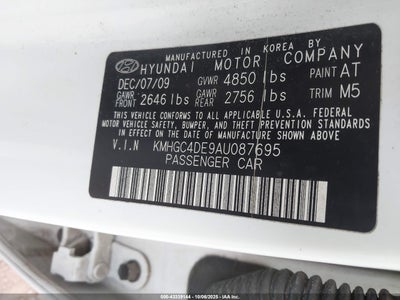 MANUFACTURED IN KOREA BY
HYUNDAI MOTOR COMPANY
DEC/07/09 GVWR 4850 lbs PAINT AT
GAWR FRONT 2646 lbs GAWR REAR 2756 lbs TRIM M5
THIS VEHICLE CONFORMS TO ALL APPLICABLE U.S.A. FEDERAL
MOTOR VEHICLE SAFETY, BUMPER, AND THEFT PREVENTION
STANDARDS IN EFFECT ON THE DATE OF MANUFACTURE SHOWN ABOVE.
V.I.N KMHGC4DE9AU087695
PASSENGER CAR